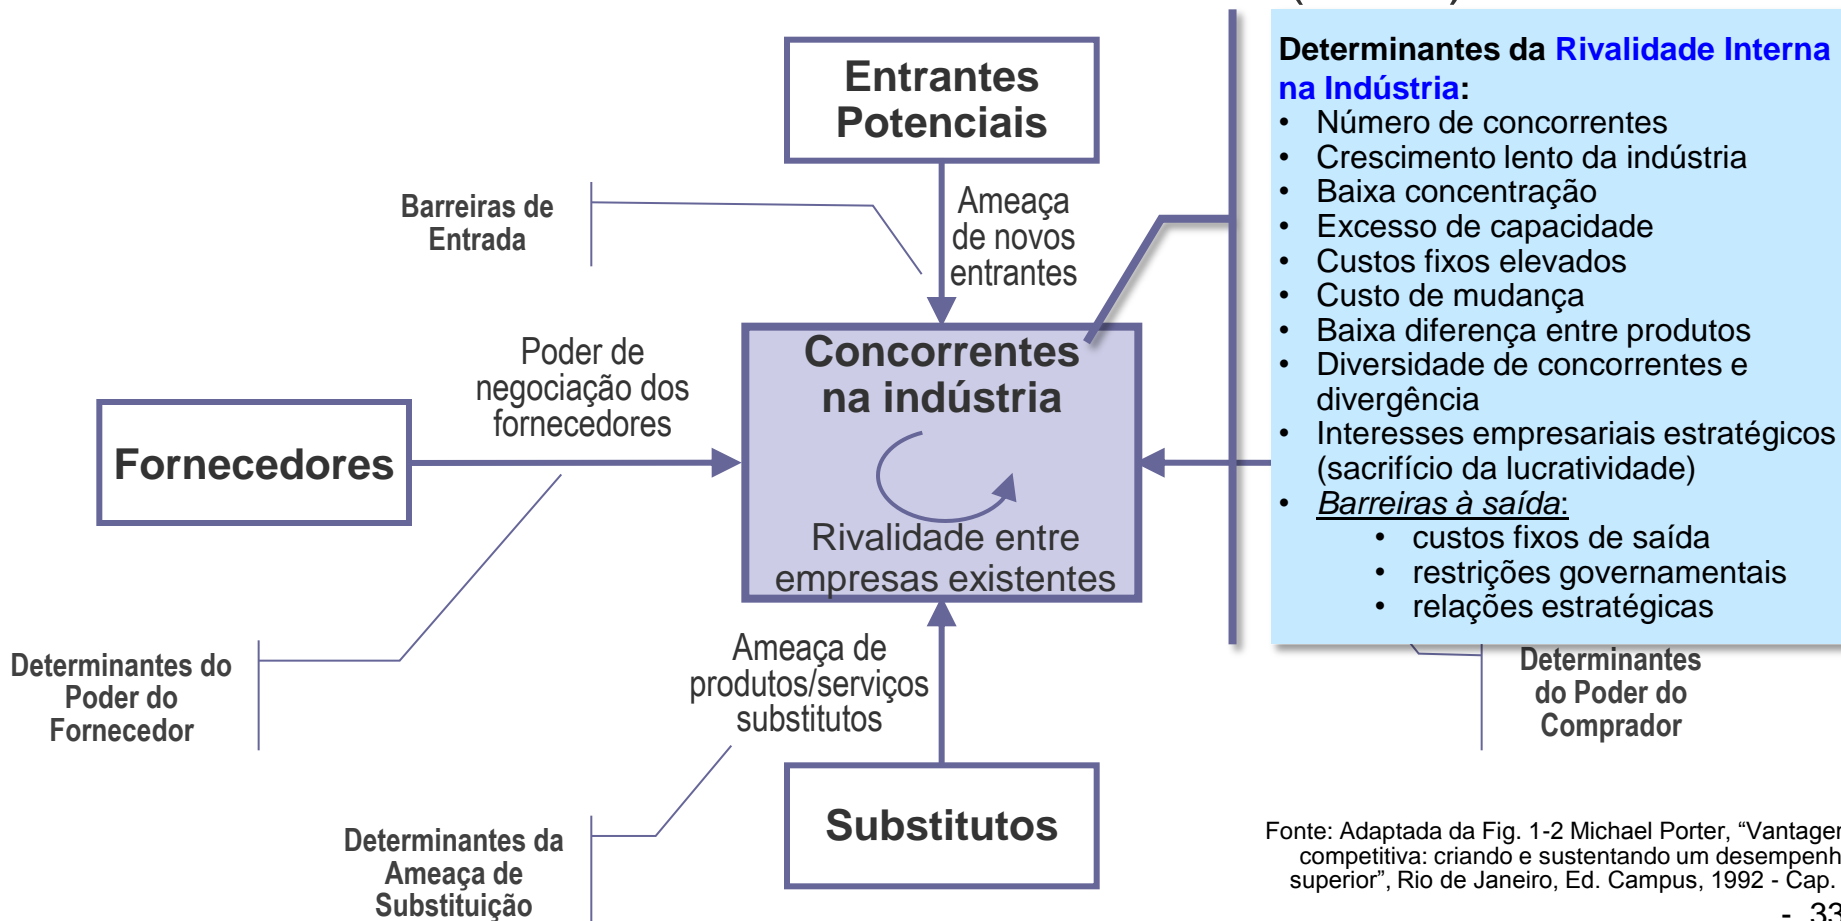 Entrantes
Potenciais
Barreiras de
Entrada
Ameaça
de novos
entrantes
Poder de
negociação dos
fornecedores
Fornecedores
Concorrentes
na indústria
Rivalidade entre
empresas existentes
Determinantes da Rivalidade Interna
na Indústria:
• Número de concorrentes
• Crescimento lento da indústria
• Baixa concentração
• Excesso de capacidade
• Custos fixos elevados
• Custo de mudança
• Baixa diferença entre produtos
• Diversidade de concorrentes e
divergência
• Interesses empresariais estratégicos
(sacrifício da lucratividade)
• Barreiras à saída:
• custos fixos de saída
• restrições governamentais
• relações estratégicas
Determinantes do
Poder do
Fornecedor
Ameaça de
produtos/serviços
substitutos
Determinantes
do Poder do
Comprador
Determinantes da
Ameaça de
Substituição
Substitutos
Fonte: Adaptada da Fig. 1-2 Michael Porter, “Vantagem
competitiva: criando e sustentando um desempenh
superior”, Rio de Janeiro, Ed. Campus, 1992 - Cap.
- 33